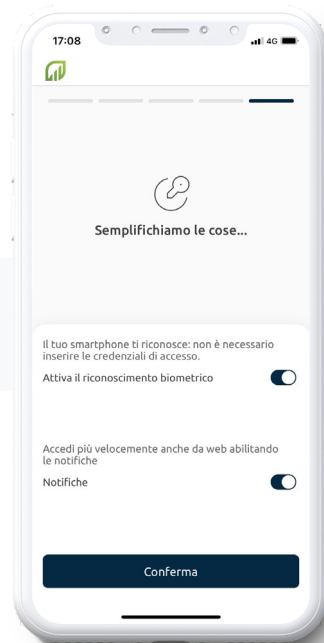 17:08
4G
Semplifichiamo le cose...
Il tuo smartphone ti riconosce: non è necessario
inserire le credenziali di accesso.
Attiva il riconoscimento biometrico
Accedi più velocemente anche da web abilitando
le notifiche
Notifiche
Conferma